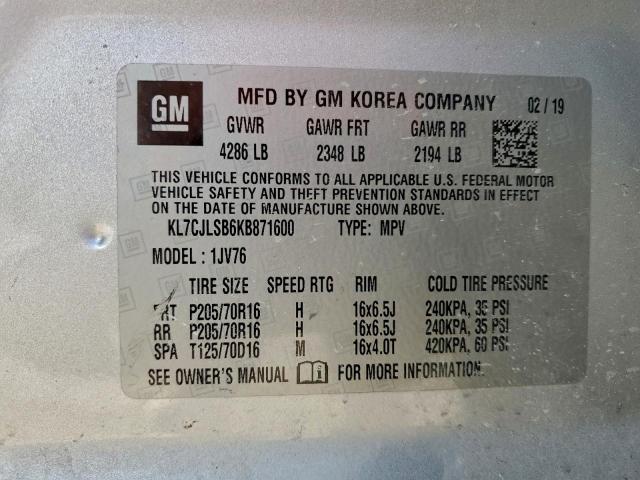 GM MFD BY GM KOREA COMPANY 02 / 19
GVWR GAWR FRT GAWR RR
4286 LB 2348 LB 2194 LB
THIS VEHICLE CONFORMS TO ALL APPLICABLE U.S. FEDERAL MOTOR
VEHICLE SAFETY AND THEFT PREVENTION STANDARDS IN EFFECT
ON THE DATE OF MANUFACTURE SHOWN ABOVE.
KL7CJLSB6KB871600 TYPE: MPV
MODEL : 1JV76
TIRE SIZE SPEED RTG RIM COLD TIRE PRESSURE
FRT P205/70R16 H 16x6.5J 240KPA, 35 PSI
RR P205/70R16 H 16x6.5J 240KPA, 35 PSI
SPA T125/70D16 M 16x4.0T 420KPA, 60 PSI
SEE OWNER'S MANUAL i FOR MORE INFORMATION.